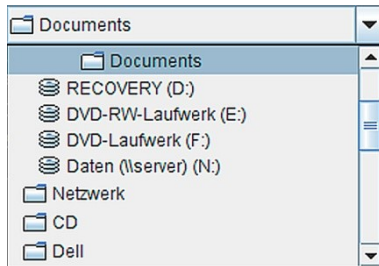 Documents
Documents
RECOVERY (D:)
DVD-RW-Laufwerk (E:)
DVD-Laufwerk (F:)
Daten (\\server) (N:)
Netzwerk
CD
Dell